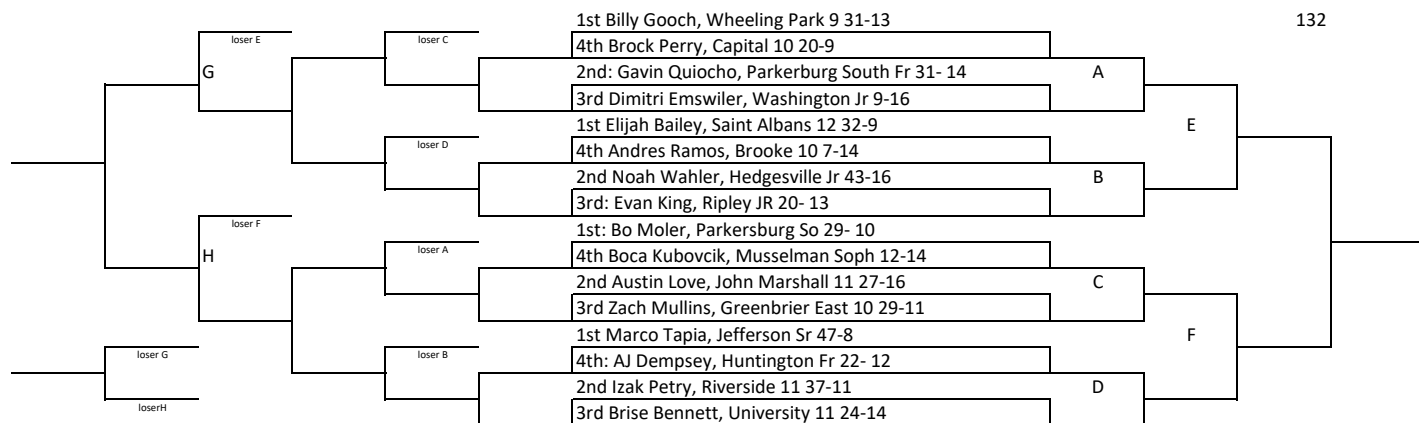 1st Billy Gooch, Wheeling Park 9 31-13
132
loser E
loser C
4th Brock Perry, Capital 10 20-9
G
2nd: Gavin Quiocho, Parkerburg South Fr 31- 14
A
3rd Dimitri Emswiler, Washington Jr 9-16
1st Elijah Bailey, Saint Albans 12 32-9
E
loser D
4th Andres Ramos, Brooke 10 7-14
2nd Noah Wahler, Hedgesville Jr 43-16
B
3rd: Evan King, Ripley JR 20- 13
loser F
1st: Bo Moler, Parkersburg So 29- 10
loser A
4th Boca Kubovcik, Musselman Soph 12-14
H
2nd Austin Love, John Marshall 11 27-16
C
3rd Zach Mullins, Greenbrier East 10 29-11
1st Marco Tapia, Jefferson Sr 47-8
F
loser G
loser B
4th: AJ Dempsey, Huntington Fr 22- 12
2nd Izak Petry, Riverside 11 37-11
D
loserH
3rd Brise Bennett, University 11 24-14